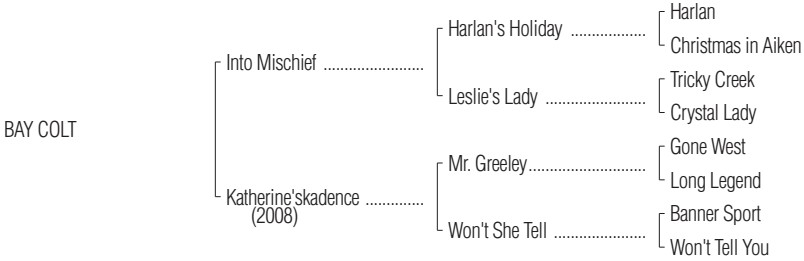 Harlan
Harlan's Holiday ..................
Christmas in Aiken
Into Mischief ........................
Tricky Creek
Leslie's Lady ........................
Crystal Lady
BAY COLT
Gone West
Mr. Greeley............................
Long Legend
Katherine'skadence ..............
(2008)
Banner Sport
Won't She Tell ......................
Won't Tell You